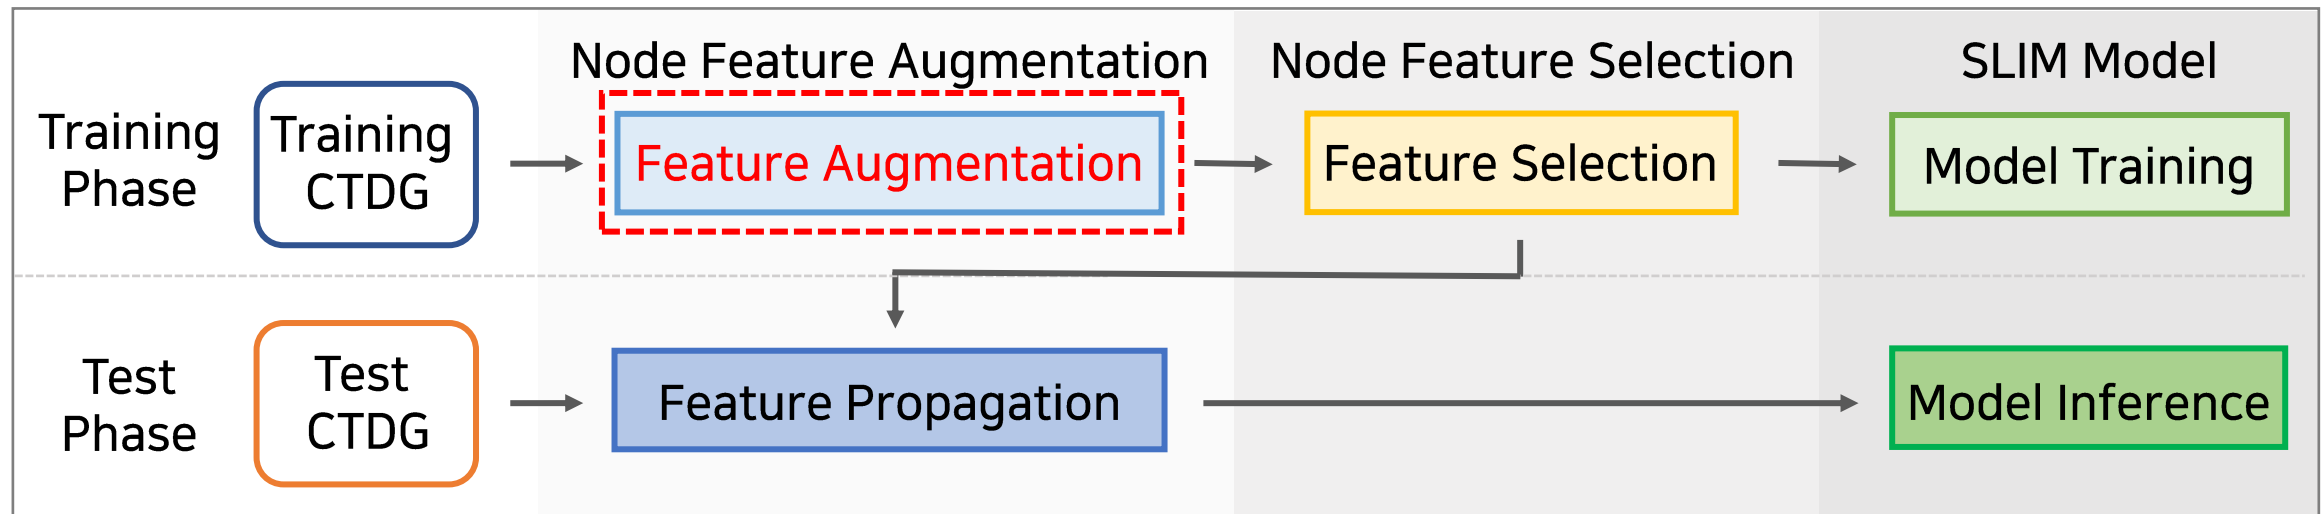 Node Feature Augmentation
Node Feature Selection
SLIM Model
Training
Phase
Training
CTDG
Feature Augmentation
Feature Selection
Model Training
Test
Phase
Test
CTDG
Feature Propagation
Model Inference